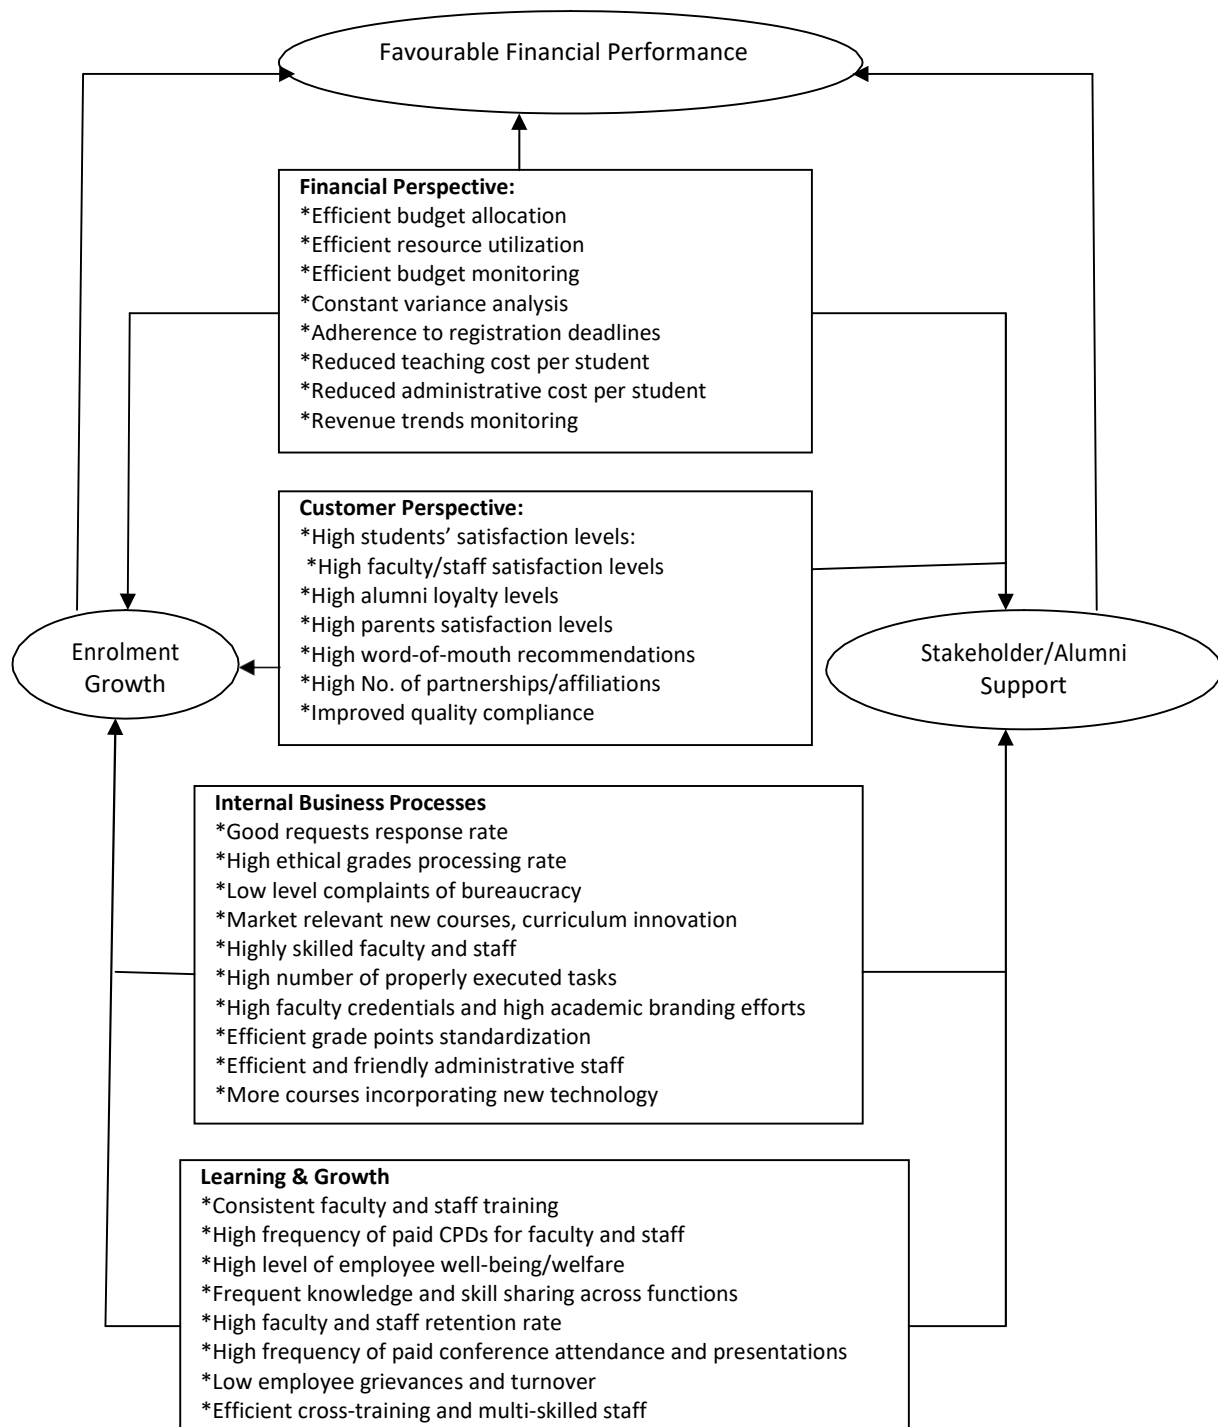 Favourable Financial Performance
Financial Perspective:
*Efficient budget allocation
*Efficient resource utilization
*Efficient budget monitoring
*Constant variance analysis
*Adherence to registration deadlines
*Reduced teaching cost per student
*Reduced administrative cost per student
*Revenue trends monitoring
Customer Perspective:
*High students’ satisfaction levels:
*High faculty/staff satisfaction levels
*High alumni loyalty levels
*High parents satisfaction levels
*High word-of-mouth recommendations
*High No. of partnerships/affiliations
*Improved quality compliance
Enrolment
Growth
Stakeholder/Alumni
Support
Internal Business Processes
*Good requests response rate
*High ethical grades processing rate
*Low level complaints of bureaucracy
*Market relevant new courses, curriculum innovation
*Highly skilled faculty and staff
*High number of properly executed tasks
*High faculty credentials and high academic branding efforts
*Efficient grade points standardization
*Efficient and friendly administrative staff
*More courses incorporating new technology
Learning & Growth
*Consistent faculty and staff training
*High frequency of paid CPDs for faculty and staff
*High level of employee well-being/welfare
*Frequent knowledge and skill sharing across functions
*High faculty and staff retention rate
*High frequency of paid conference attendance and presentations
*Low employee grievances and turnover
*Efficient cross-training and multi-skilled staff